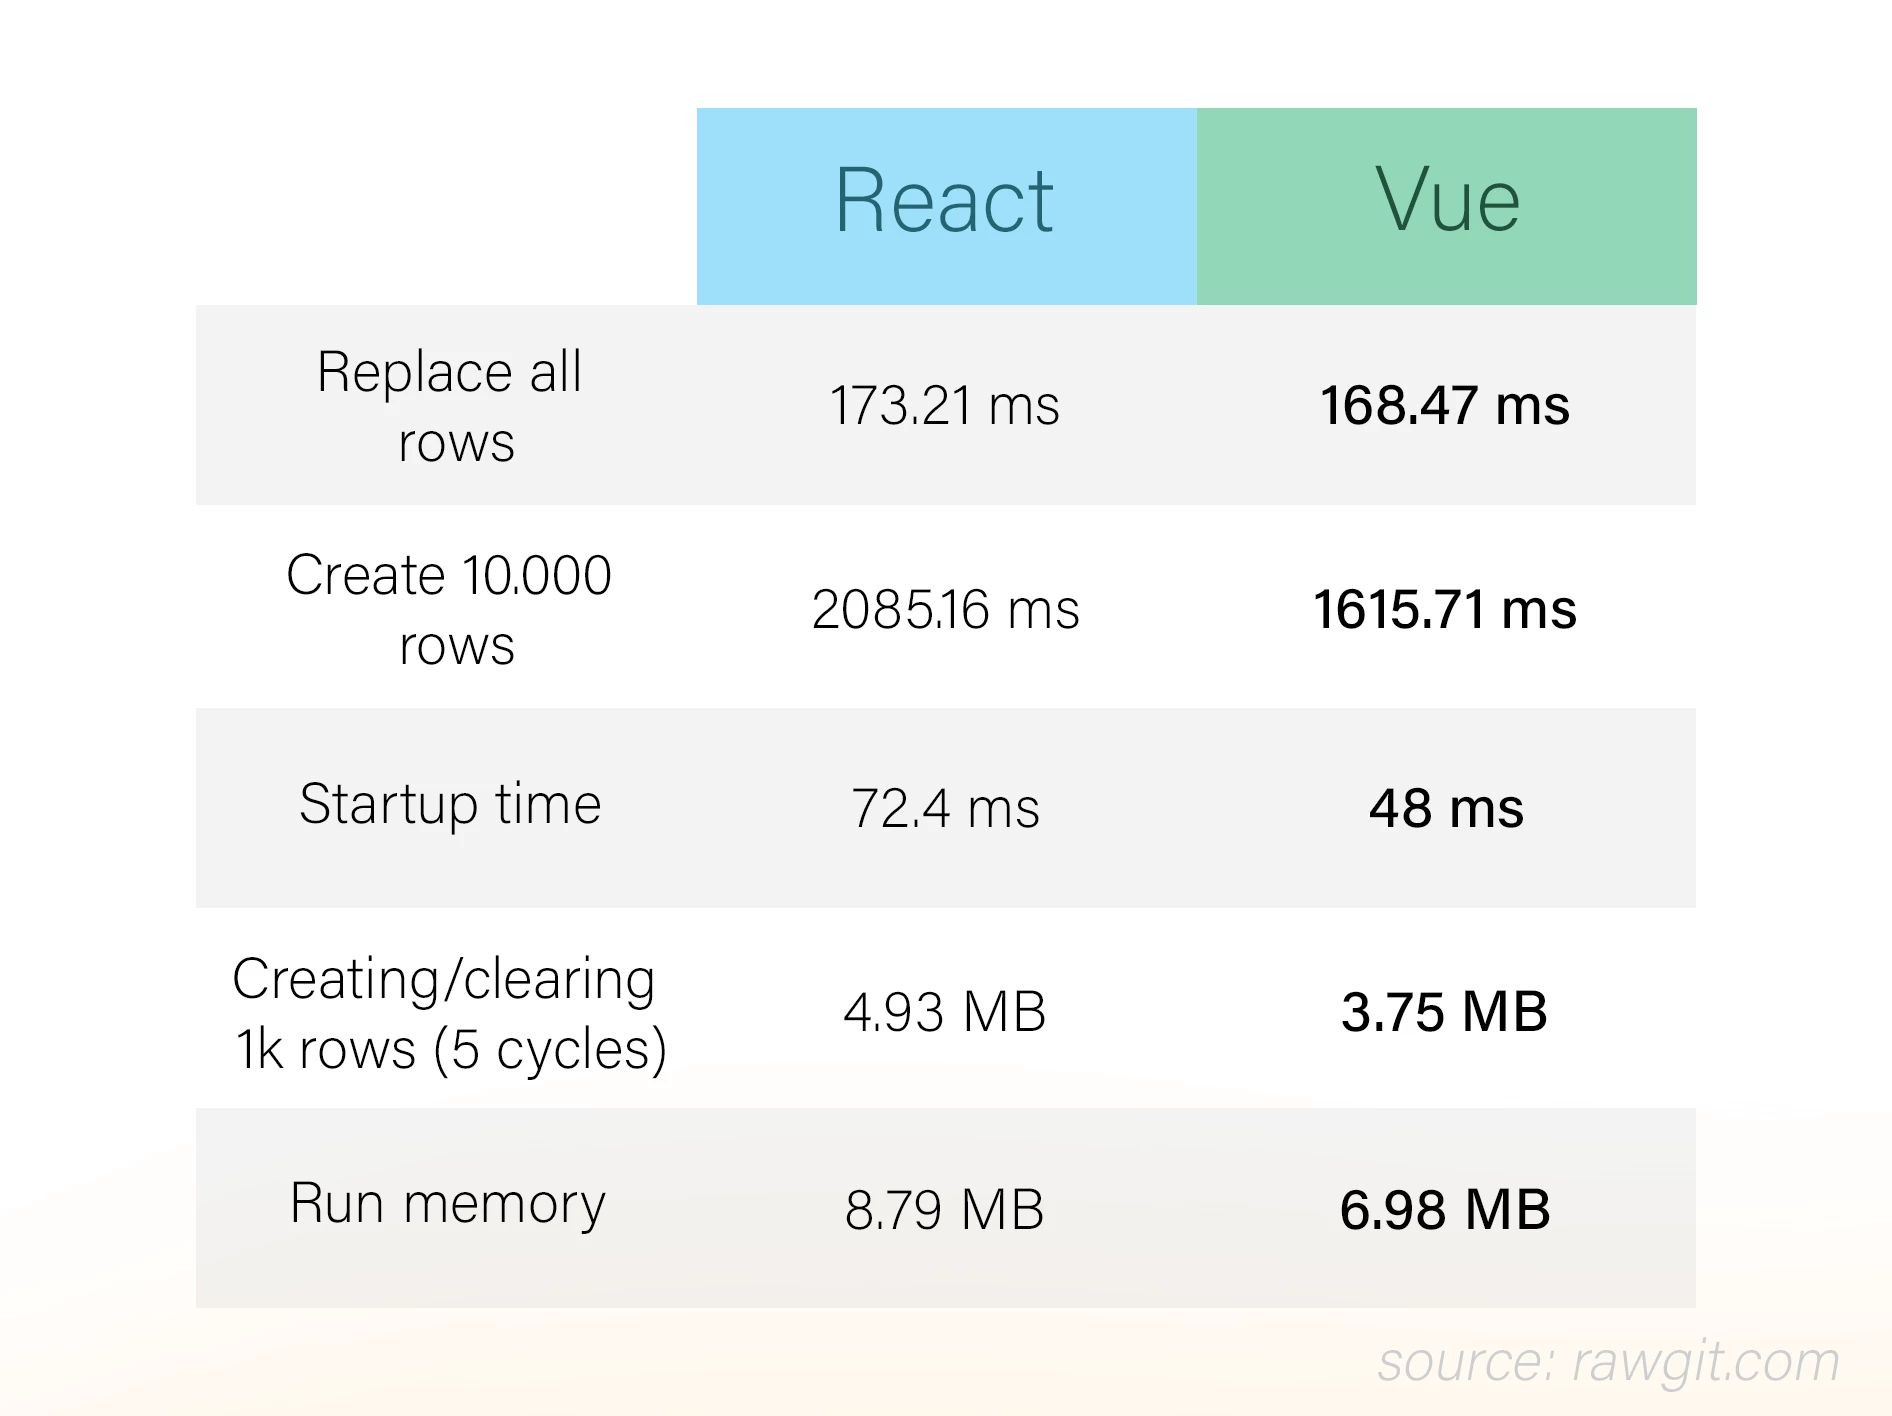 React Vue
Replace all
rows
173.21 ms 168.47 ms
Create 10.000
rows
2085.16 ms 1615.71 ms
Startup time 72.4 ms 48 ms
Creating/clearing
1k rows (5 cycles)
4.93 MB 3.75 MB
Run memory 8.79 MB 6.98 MB
source: rawgit.com